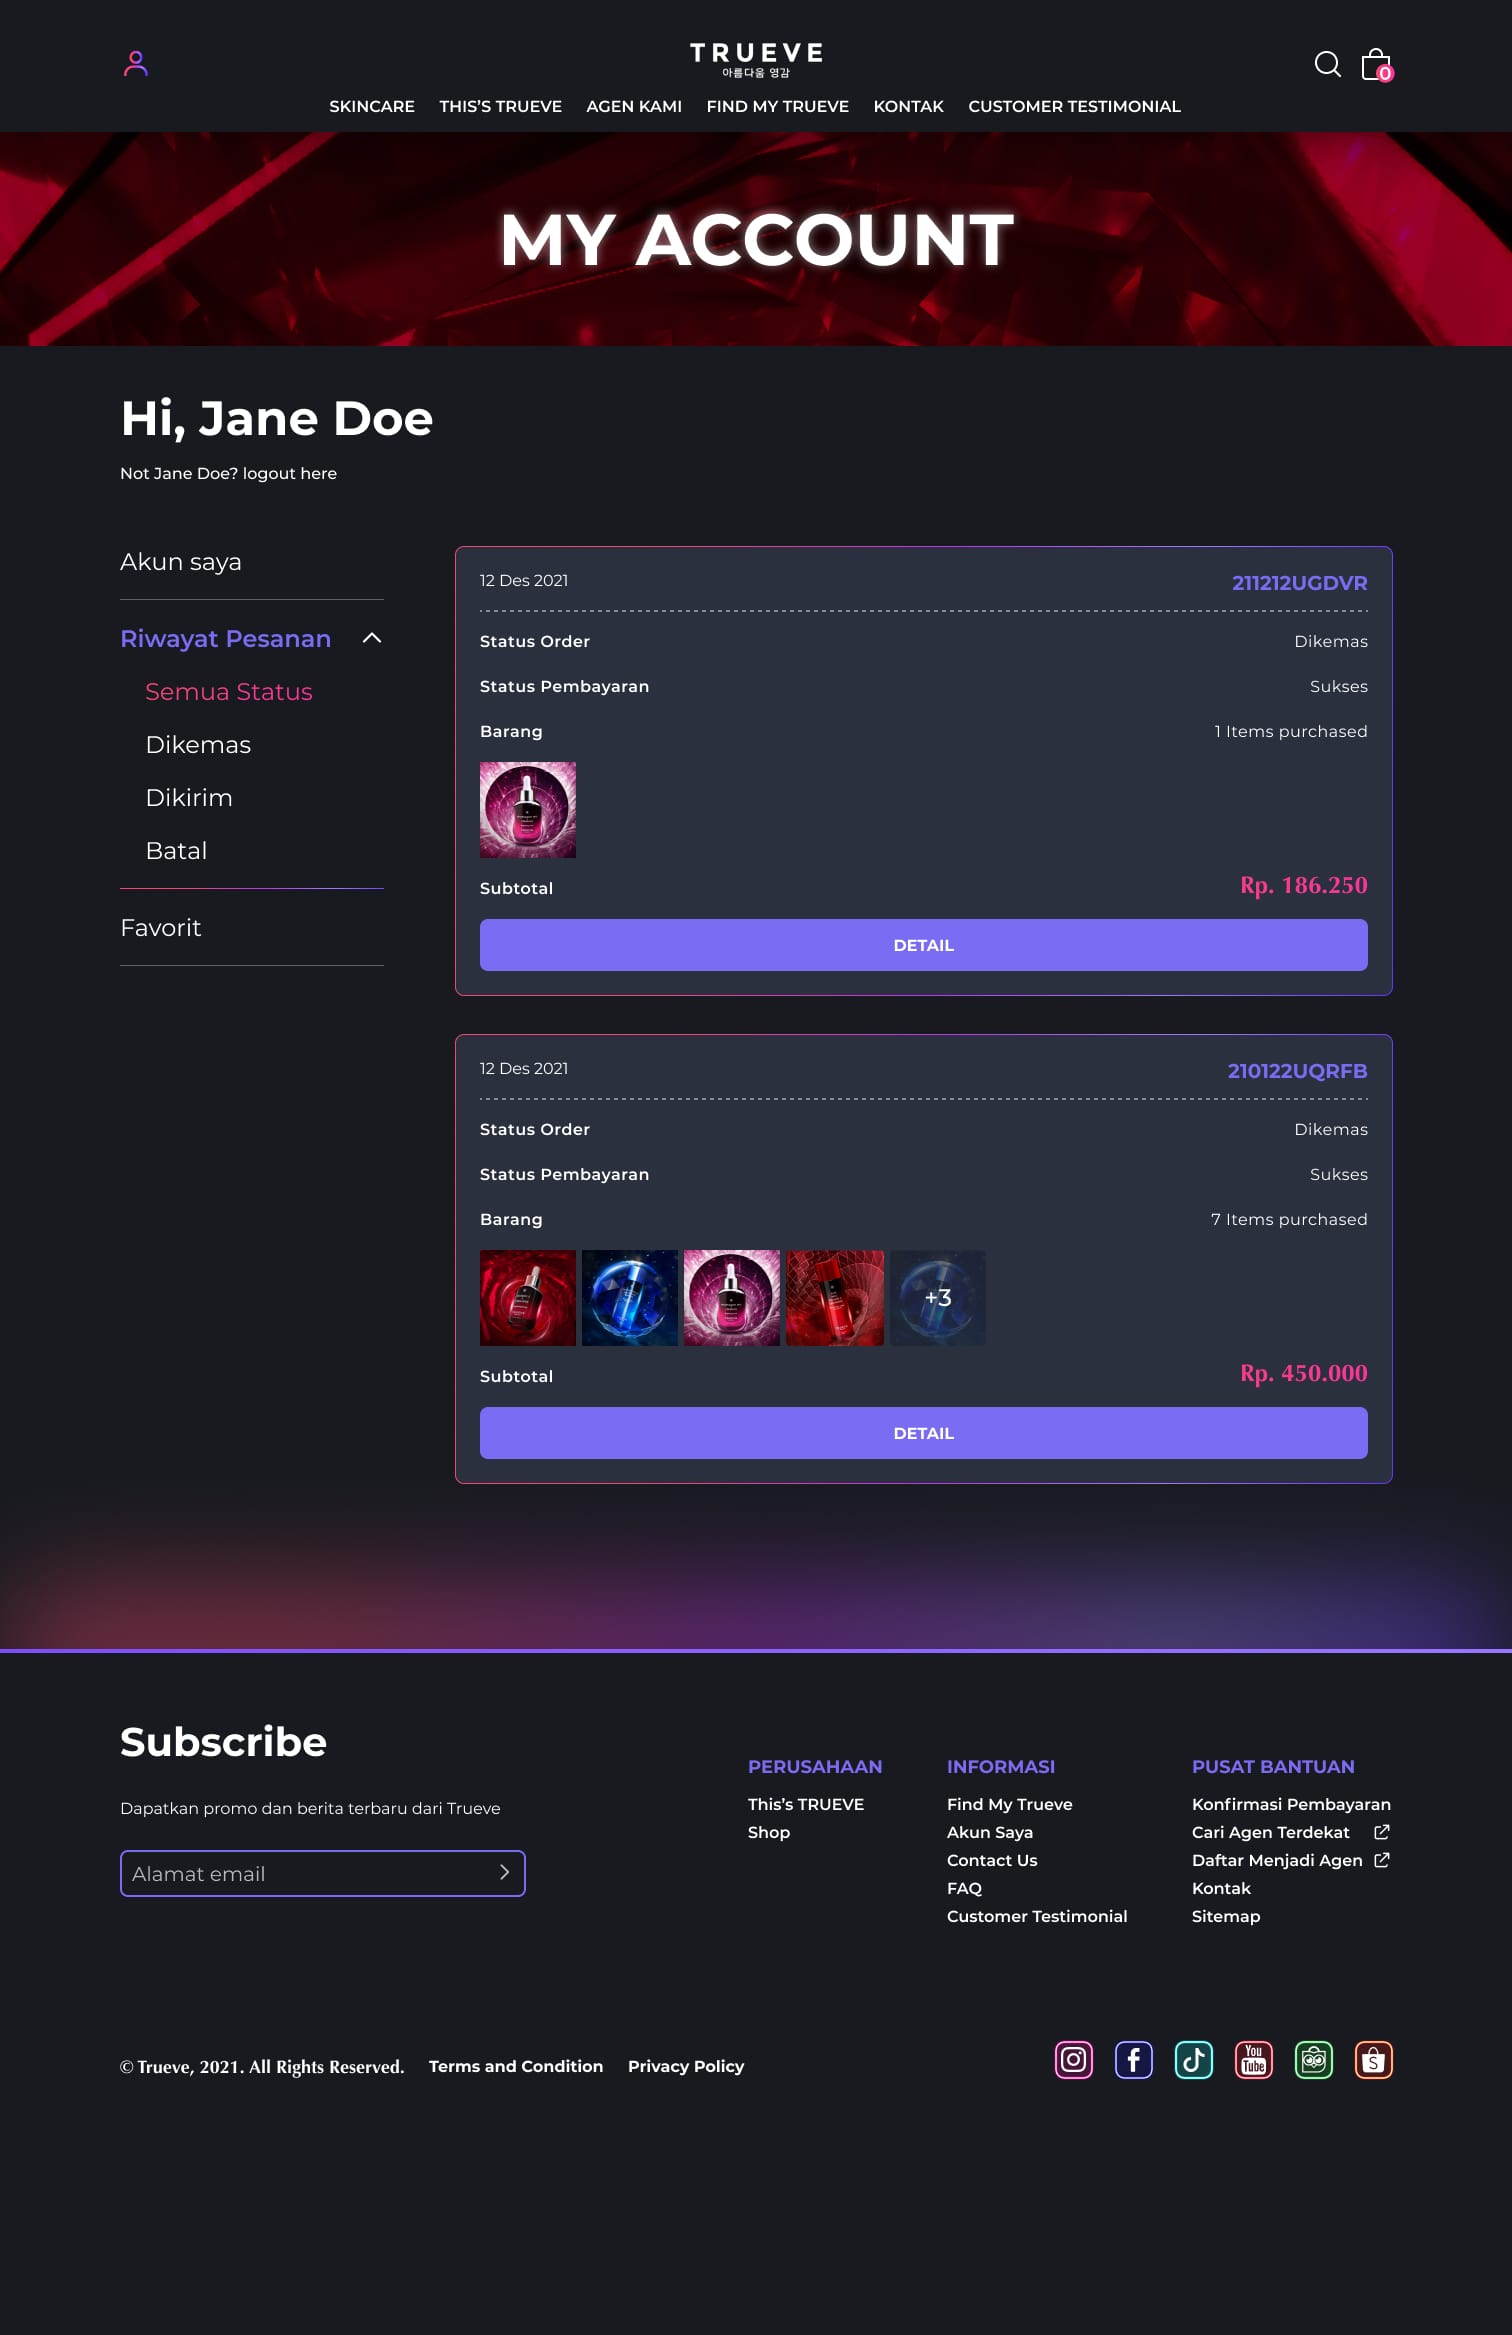 TRUEVE
아름다움 영감
0
SKINCARE THIS'S TRUEVE AGEN KAMI FIND MY TRUEVE KONTAK CUSTOMER TESTIMONIAL
MY ACCOUNT
Hi, Jane Doe
Not Jane Doe? logout here
Akun saya
Riwayat Pesanan
Semua Status
Dikemas
Dikirim
Batal
Favorit
12 Des 2021 211212UGDVR
Status Order Dikemas
Status Pembayaran Sukses
Barang 1 Items purchased
Subtotal Rp. 186.250
DETAIL
12 Des 2021 210122UQRFB
Status Order Dikemas
Status Pembayaran Sukses
Barang 7 Items purchased
+3
Subtotal Rp. 450.000
DETAIL
Subscribe
Dapatkan promo dan berita terbaru dari Trueve
Alamat email
PERUSAHAAN
This's TRUEVE
Shop
INFORMASI
Find My Trueve
Akun Saya
Contact Us
FAQ
Customer Testimonial
PUSAT BANTUAN
Konfirmasi Pembayaran
Cari Agen Terdekat
Daftar Menjadi Agen
Kontak
Sitemap
© Trueve, 2021. All Rights Reserved. Terms and Condition Privacy Policy
You
Tube